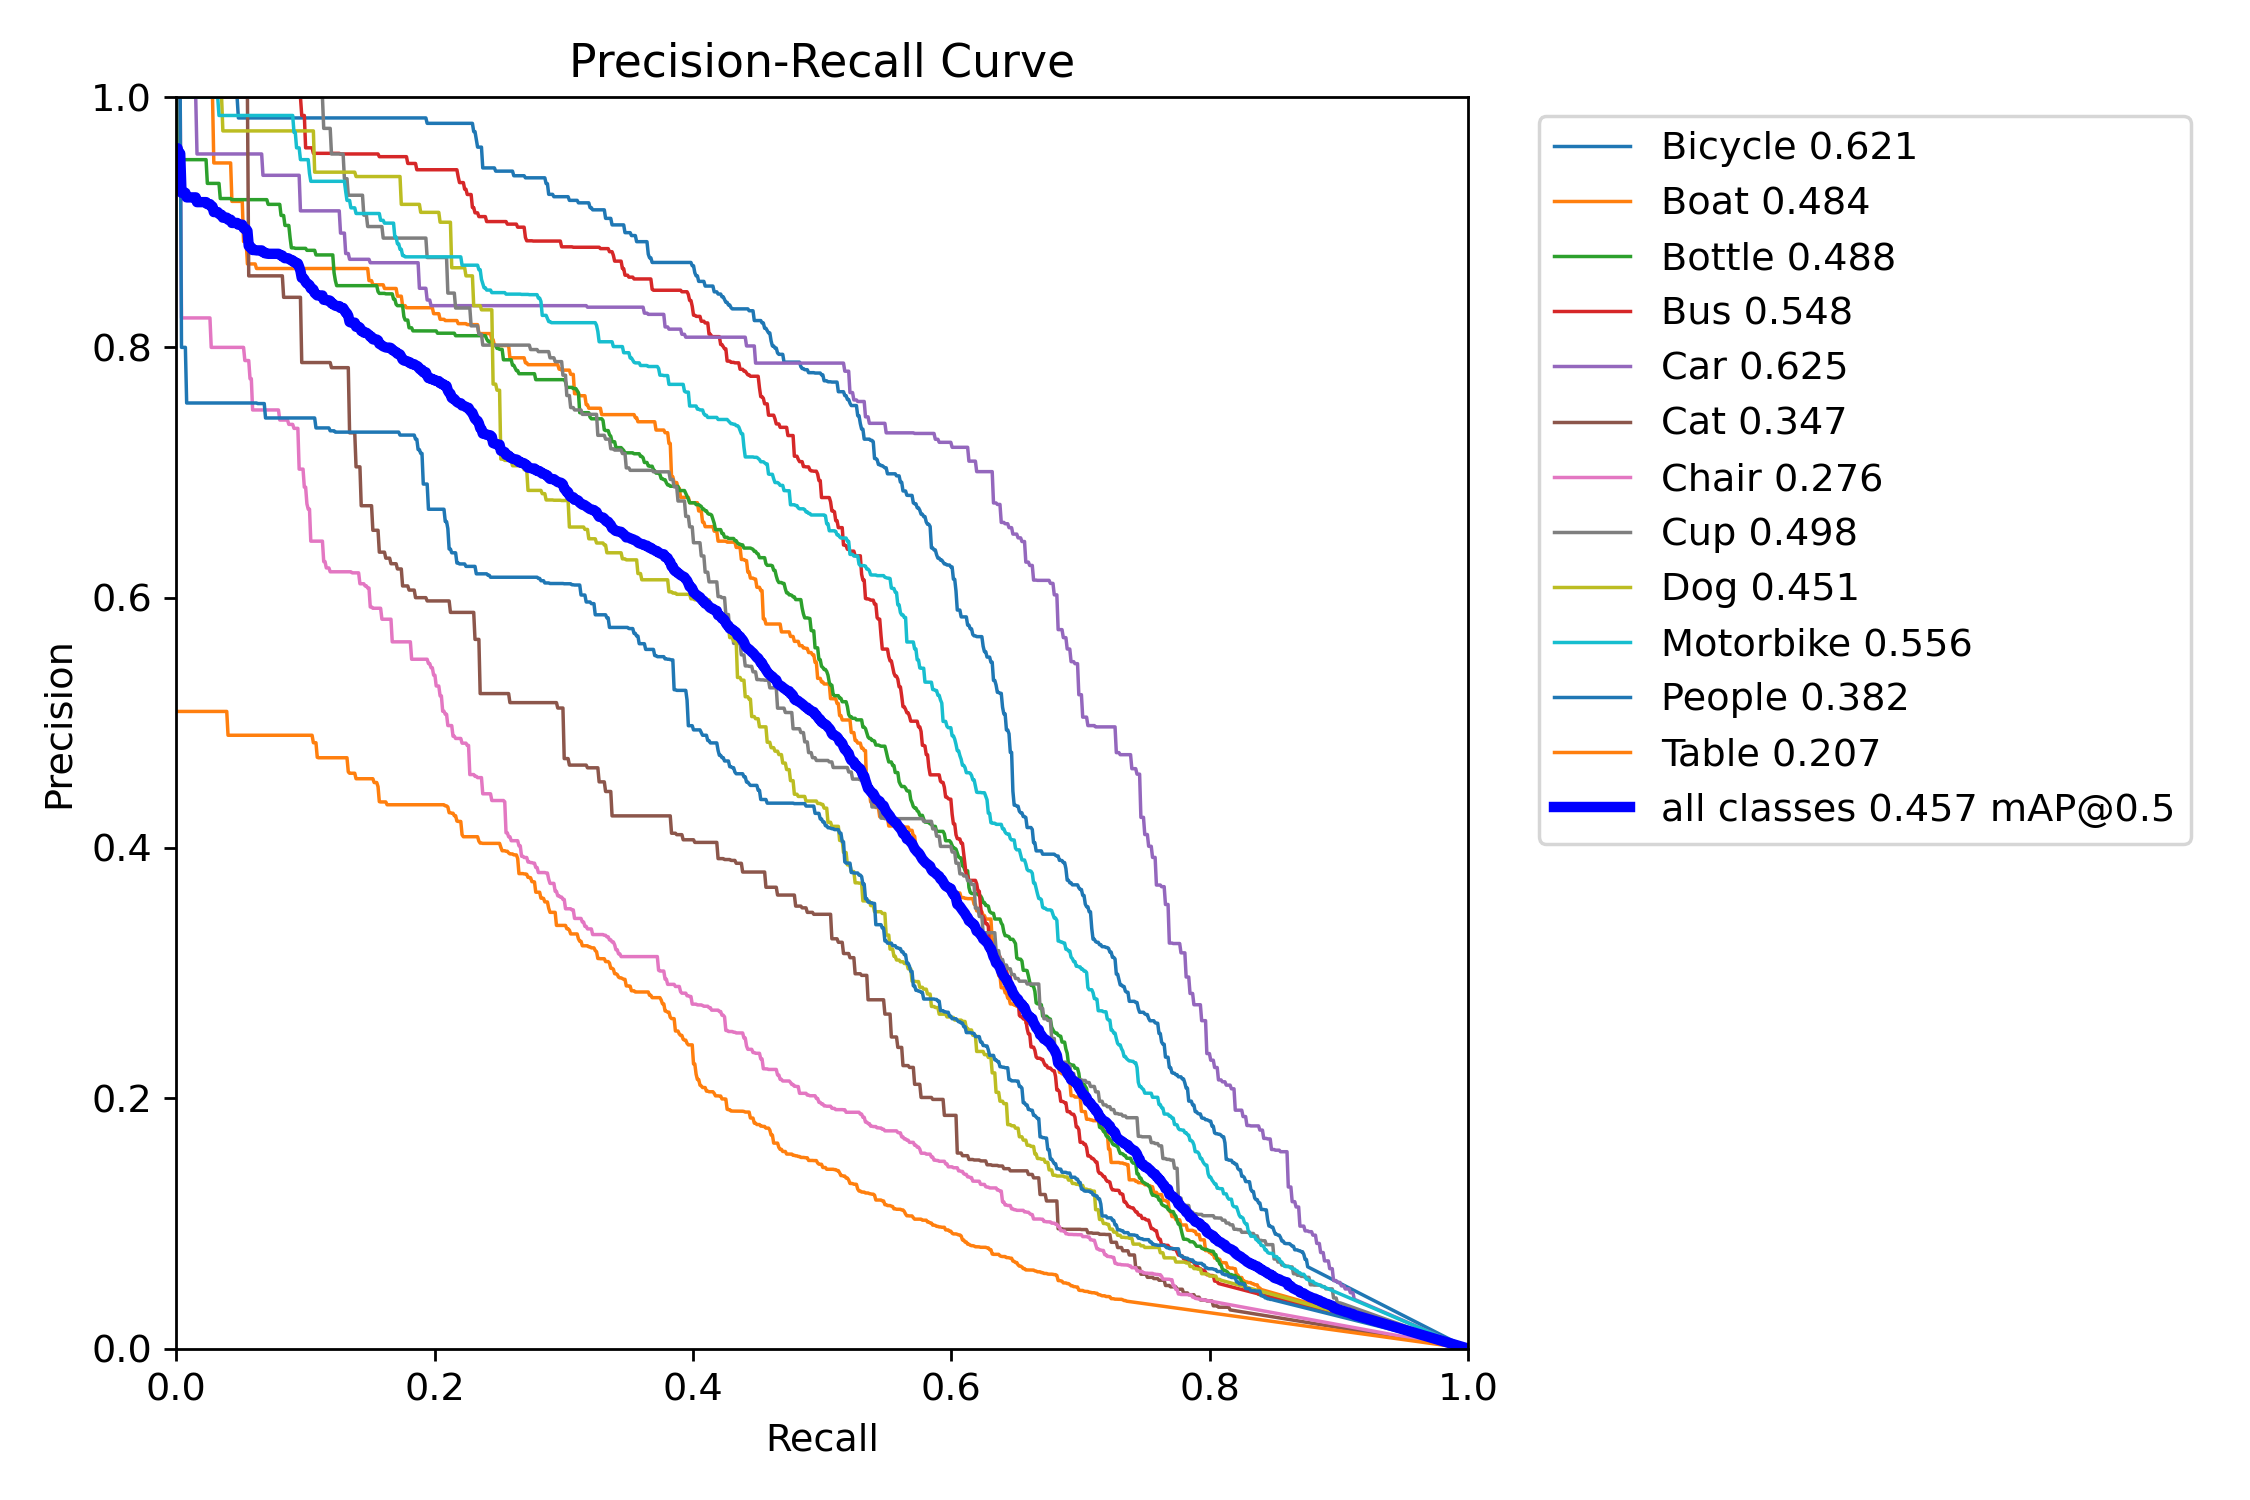 Precision-Recall Curve
1.0
0.8
0.6
0.4
0.2
0.0
Precision
0.0 0.2 0.4 0.6 0.8 1.0
Recall
Bicycle 0.621
Boat 0.484
Bottle 0.488
Bus 0.548
Car 0.625
Cat 0.347
Chair 0.276
Cup 0.498
Dog 0.451
Motorbike 0.556
People 0.382
Table 0.207
all classes 0.457 mAP@0.5